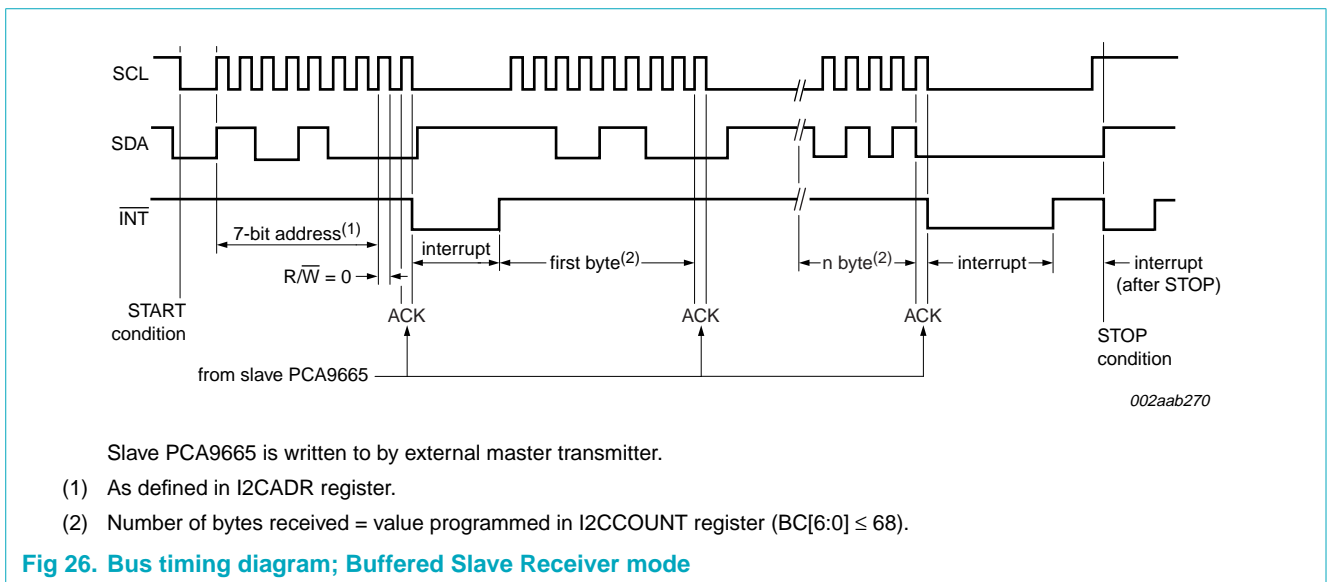 SCL
SDA
INT
7-bit address(1)
interrupt
first byte(2)
n byte(2)
interrupt
interrupt
(after STOP)
R/W = 0
START
condition
ACK
ACK
ACK
STOP
condition
from slave PCA9665
002aab270
Slave PCA9665 is written to by external master transmitter.
(1) As defined in I2CADR register.
(2) Number of bytes received = value programmed in I2CCOUNT register (BC[6:0] ≤ 68).
Fig 26. Bus timing diagram; Buffered Slave Receiver mode